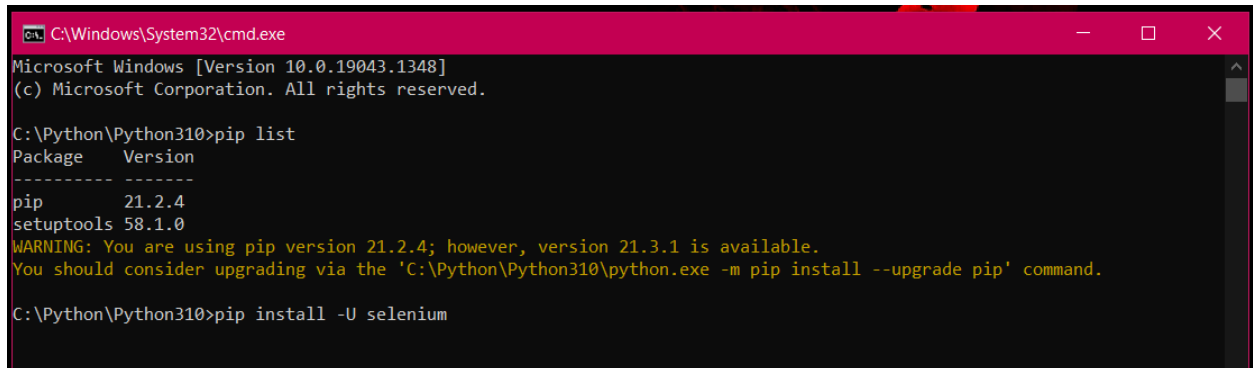 C:\Windows\System32\cmd.exe
Microsoft Windows [Version 10.0.19043.1348]
(c) Microsoft Corporation. All rights reserved.
C:\Python\Python310>pip list
Package    Version
---------- -------
pip        21.2.4
setuptools 58.1.0
WARNING: You are using pip version 21.2.4; however, version 21.3.1 is available.
You should consider upgrading via the 'C:\Python\Python310\python.exe -m pip install --upgrade pip' command.
C:\Python\Python310>pip install -U selenium